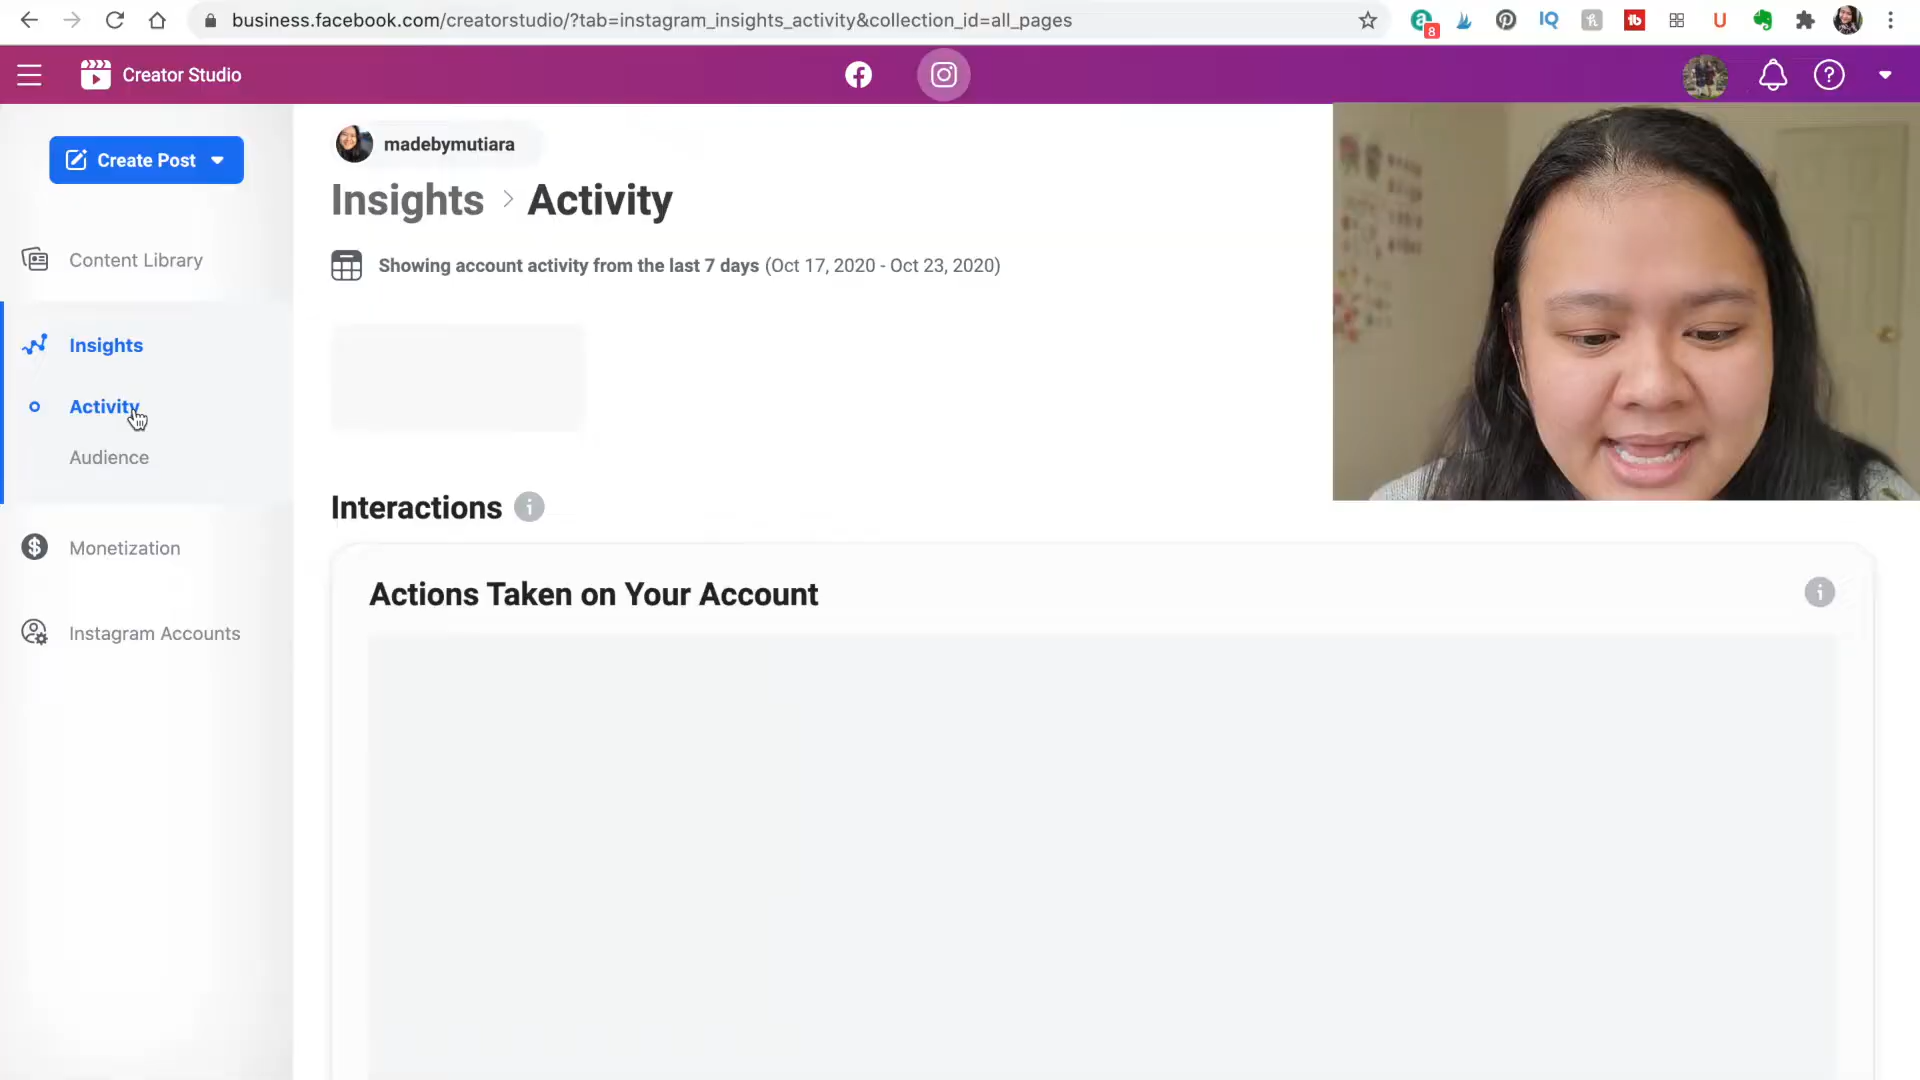 business.facebook.com/creatorstudio/?tab=instagram_insights_activity&collection_id=all_pages
8
IQ
h
tb
U
Creator Studio
?
Create Post
madebymutiara
Insights > Activity
Content Library
Showing account activity from the last 7 days (Oct 17, 2020 - Oct 23, 2020)
Insights
Activity
Audience
Interactions i
Monetization
Actions Taken on Your Account i
Instagram Accounts